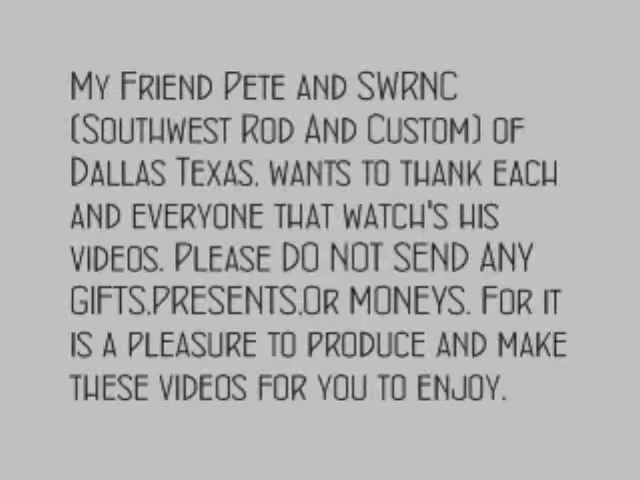 My Friend Pete and SWRNC
(Southwest Rod And Custom) of
Dallas Texas, wants to thank each
and everyone that watch's his
videos. Please DO NOT SEND ANY
GIFTS,PRESENTS,Or MONEYS. For it
is a pleasure to produce and make
these videos for you to enjoy.